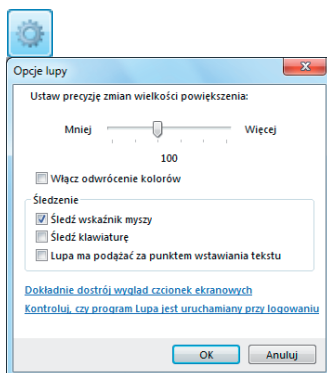 Opcje lupy
Ustaw precyzję zmian wielkości powiększenia:
Mniej Więcej
100
Włącz odwrócenie kolorów
Śledzenie
Śledź wskaźnik myszy
Śledź klawiaturę
Lupa ma podążać za punktem wstawiania tekstu
Dokładnie dostrój wygląd czcionek ekranowych
Kontroluj, czy program Lupa jest uruchamiany przy logowaniu
OK Anuluj